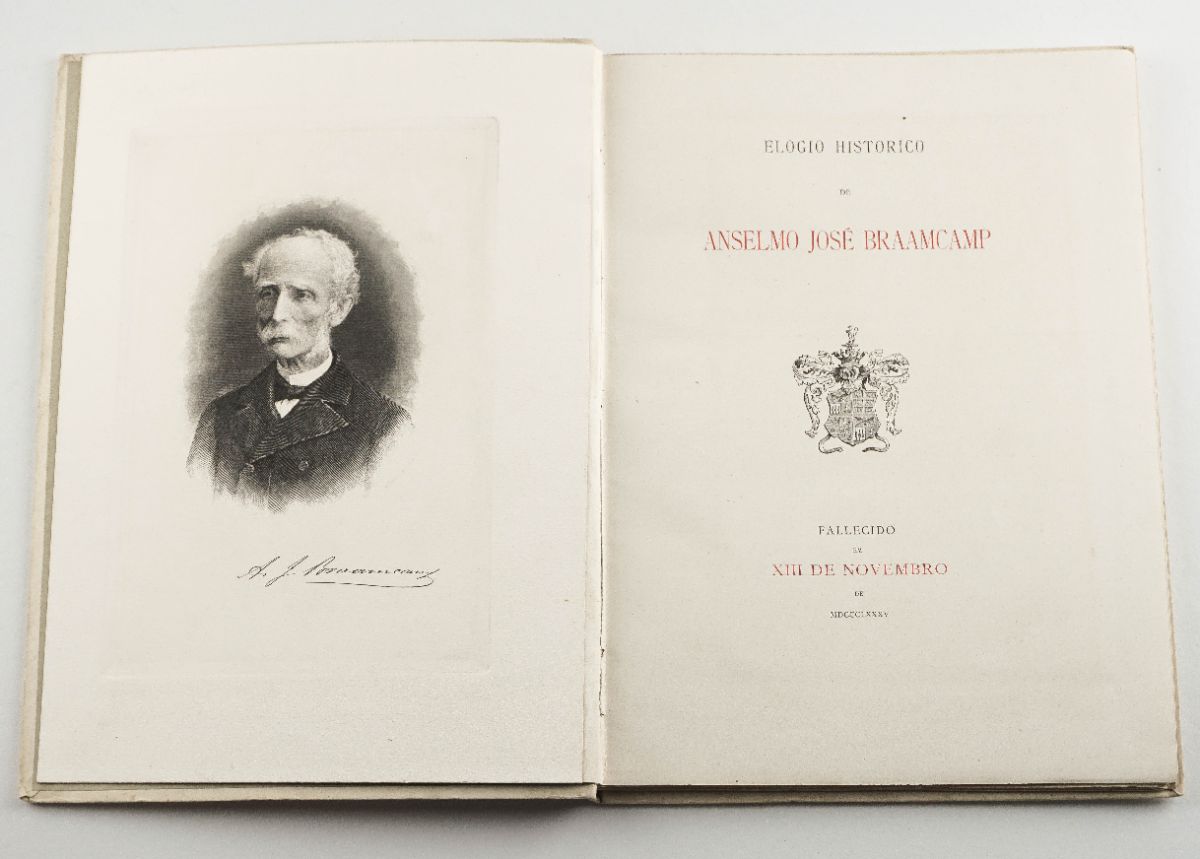 A. J. Braamcamp
ELOGIO HISTORICO
DE
ANSELMO JOSÉ BRAAMCAMP
FALLECIDO
EM
XIII DE NOVEMBRO
DE
MDCCCLXXXV